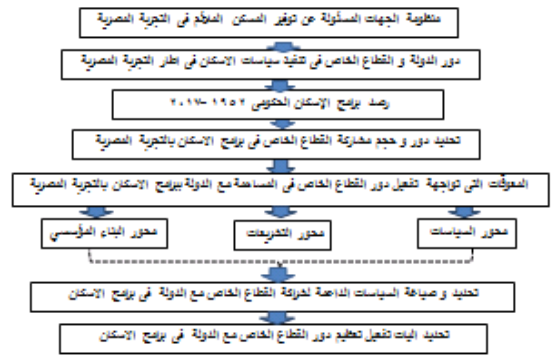 منظومة الجهات المسئولة عن توفير المسكن الملائم فى التجربة المصرية
دور الدولة و القطاع الخاص فى تنفية سياسات الاسكان فى اطار التجربة المصرية
رصد برامج الإسكان الحكومى ١٩٥٢ -٢٠١٧
تحديد دور و حجم مشاركة القطاع الخاص فى برامج الاسكان بالتجربة المصرية
المعوقات التى تواجهة تفعيل دور القطاع الخاص فى المساهمة مع الدولة ببرامج الاسكان بالتجربة المصرية
محور السياسات
محور التشريعات
محور البناء المؤسسي
تحديد و صياغة السياسات الداعمة لشراكة القطاع الخاص مع الدولة فى برامج الاسكان
تحديد اليات تفعيل تعظيم دور القطاع الخاص مع الدولة فى برامج الاسكان